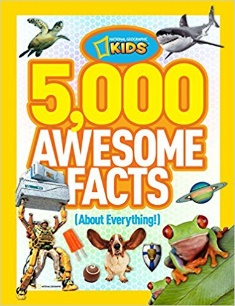 NATIONAL GEOGRAPHIC
KIDS
5,000
AWESOME
FACTS
(About Everything!)